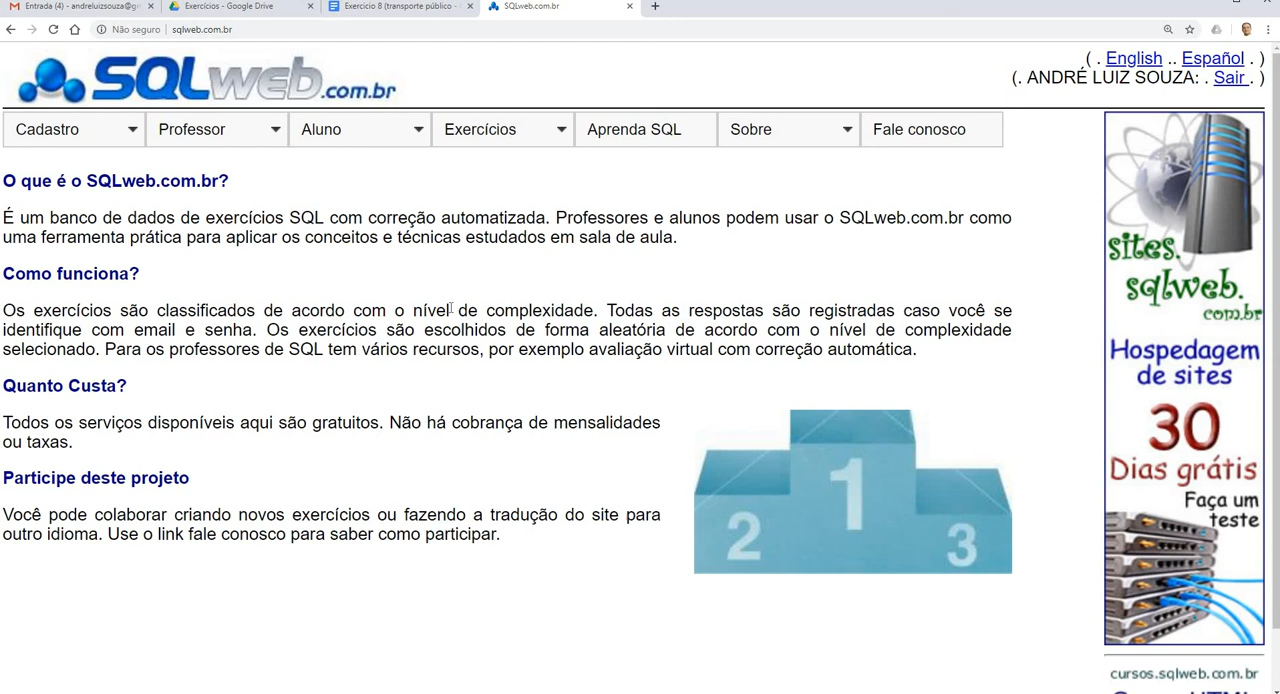 Entrada (4) - andreluizsouza@g
Exercícios - Google Drive
Exercicio 8 (transporte público -
SQLweb.com.br
Não seguro | sqlweb.com.br
SQLweb.com.br
( . English .. Español . )
(. ANDRÉ LUIZ SOUZA: . Sair . )
Cadastro
Professor
Aluno
Exercícios
Aprenda SQL
Sobre
Fale conosco
O que é o SQLweb.com.br?
É um banco de dados de exercícios SQL com correção automatizada. Professores e alunos podem usar o SQLweb.com.br como
uma ferramenta prática para aplicar os conceitos e técnicas estudados em sala de aula.
Como funciona?
Os exercícios são classificados de acordo com o nível de complexidade. Todas as respostas são registradas caso você se
identifique com email e senha. Os exercícios são escolhidos de forma aleatória de acordo com o nível de complexidade
selecionado. Para os professores de SQL tem vários recursos, por exemplo avaliação virtual com correção automática.
Quanto Custa?
Todos os serviços disponíveis aqui são gratuitos. Não há cobrança de mensalidades
ou taxas.
Participe deste projeto
Você pode colaborar criando novos exercícios ou fazendo a tradução do site para
outro idioma. Use o link fale conosco para saber como participar.
1
2
3
sites.
sqlweb.
com.br
Hospedagem
de sites
30
Dias grátis
Faça um
teste
cursos.sqlweb.com.br